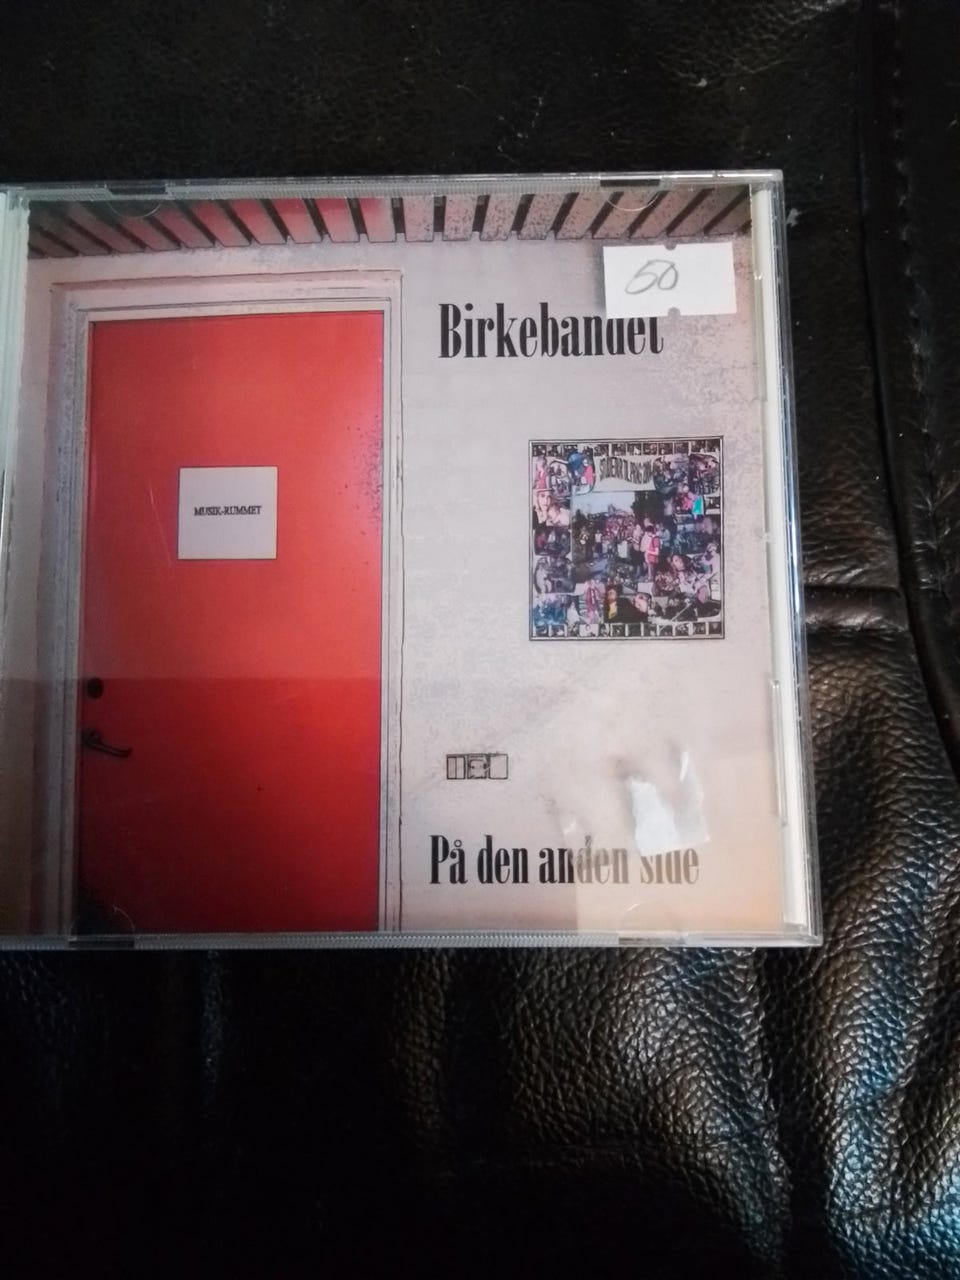 50
Birkebandet
MUSIK-RUMMET
På den anden side